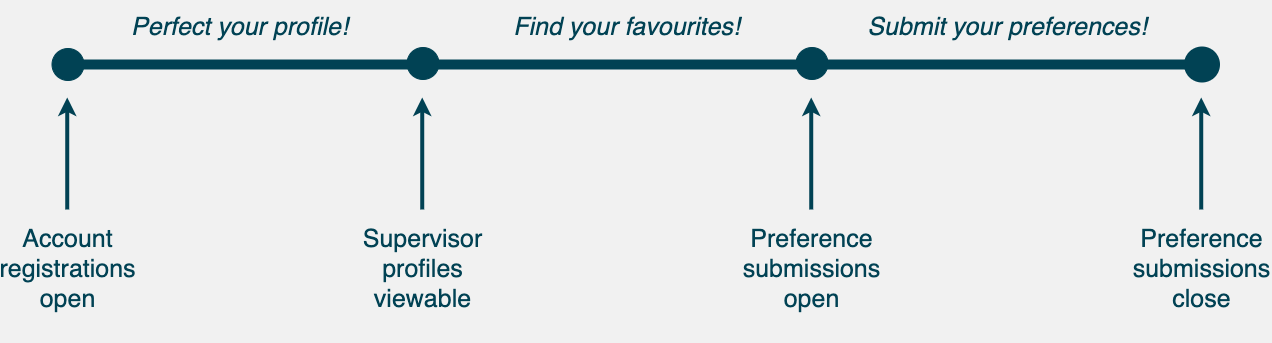 Perfect your profile!
Find your favourites!
Submit your preferences!
Account
registrations
open
Supervisor
profiles
viewable
Preference
submissions
open
Preference
submissions
close